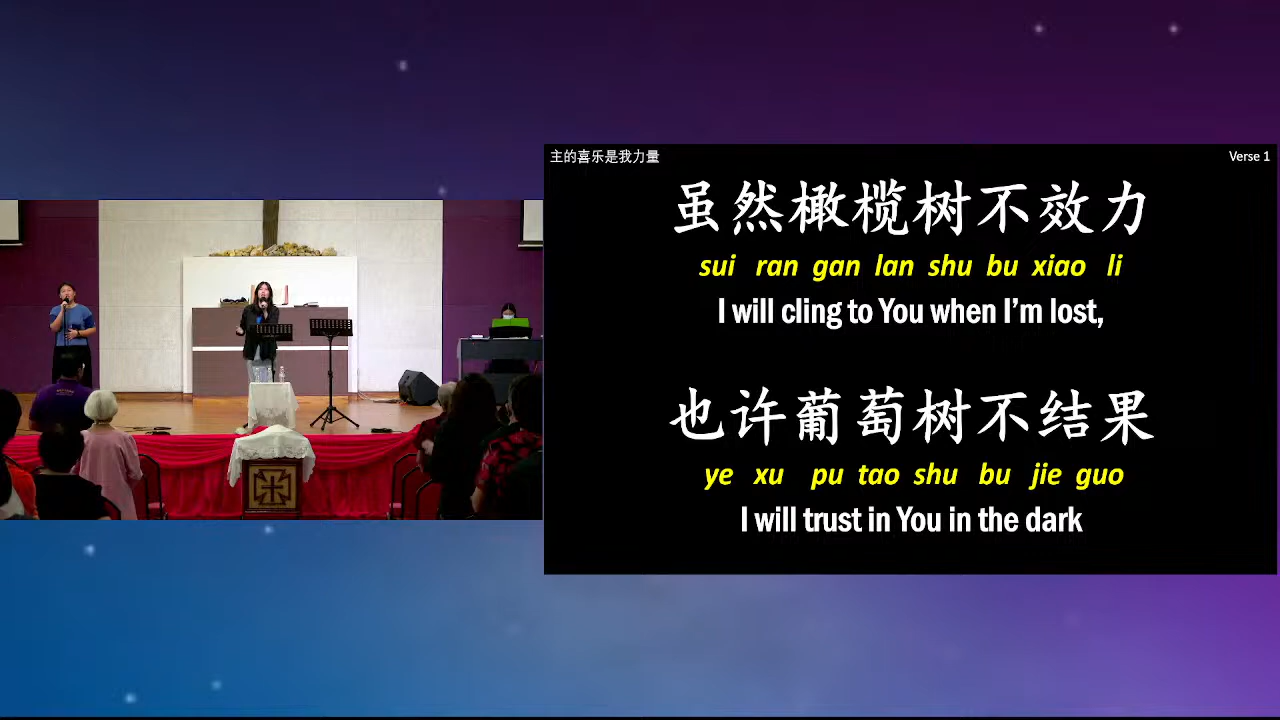 主的喜乐是我力量
Verse 1
虽然橄榄树不效力
sui ran gan lan shu bu xiao li
I will cling to You when I’m lost,
也许葡萄树不结果
ye xu pu tao shu bu jie guo
I will trust in You in the dark